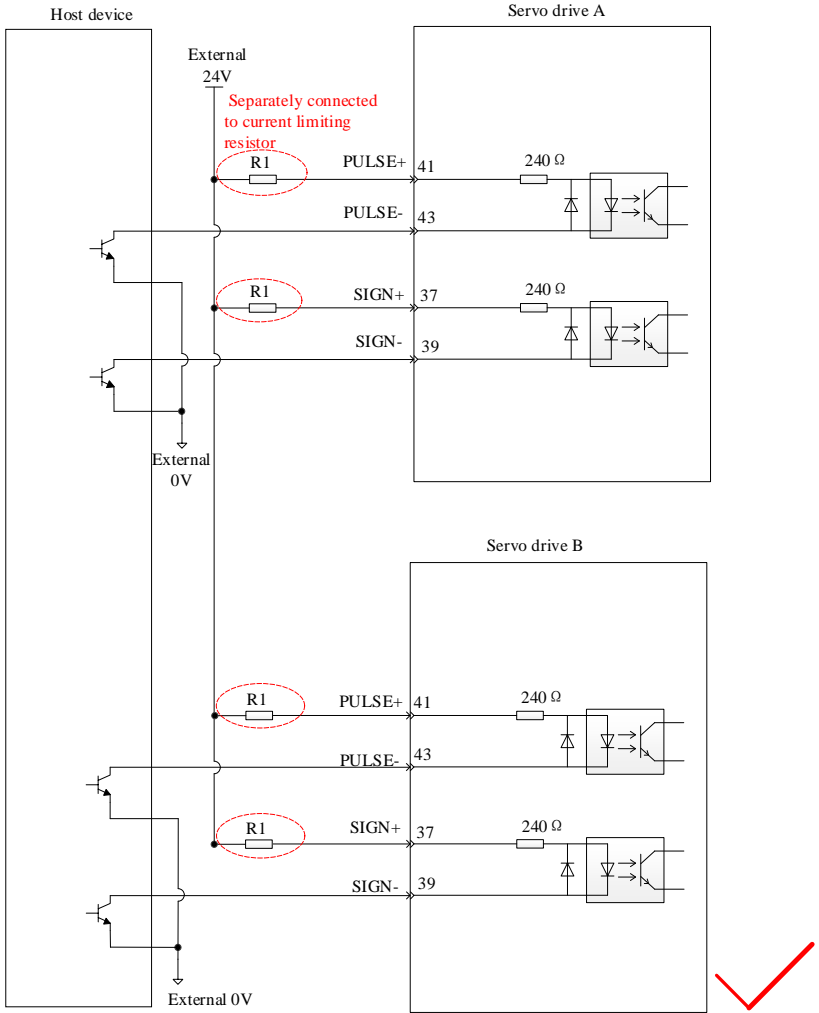 Host device
Servo drive A
External
24V
Separately connected
to current limiting
resistor
R1
PULSE+
41
240 Ω
PULSE-
43
R1
SIGN+
37
240 Ω
SIGN-
39
External
0V
Servo drive B
R1
PULSE+
41
240 Ω
PULSE-
43
R1
SIGN+
37
240 Ω
SIGN-
39
External 0V